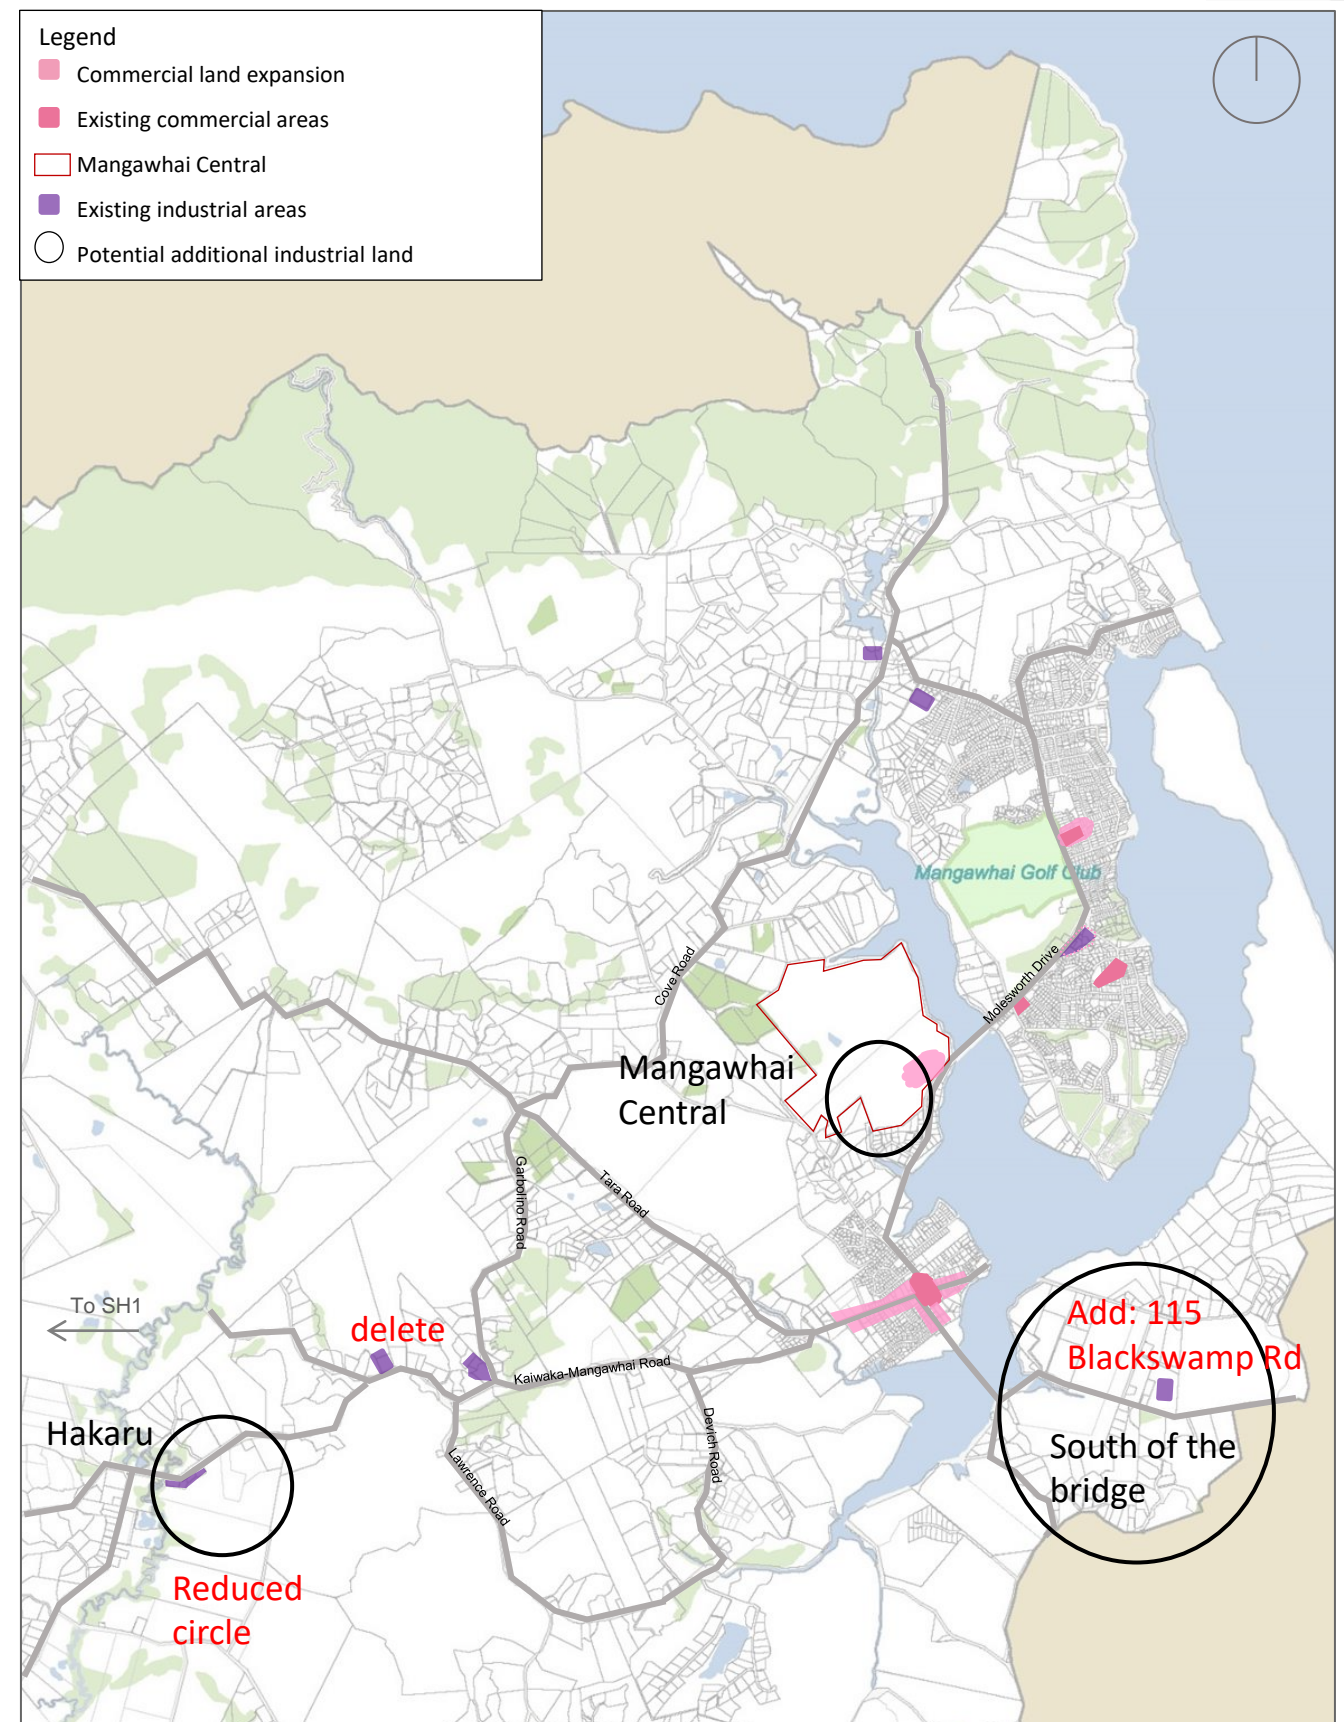 Legend
Commercial land expansion
Existing commercial areas
Mangawhai Central
Existing industrial areas
Potential additional industrial land
Mangawhai Golf Club
Molesworth Drive
Cove Road
Mangawhai
Central
Garbolino Road
Tara Road
To SH1
delete
Add: 115
Blackswamp Rd
Kaiwaka-Mangawhai Road
Hakaru
Devich Road
Lawrence Road
South of the
bridge
Reduced
circle